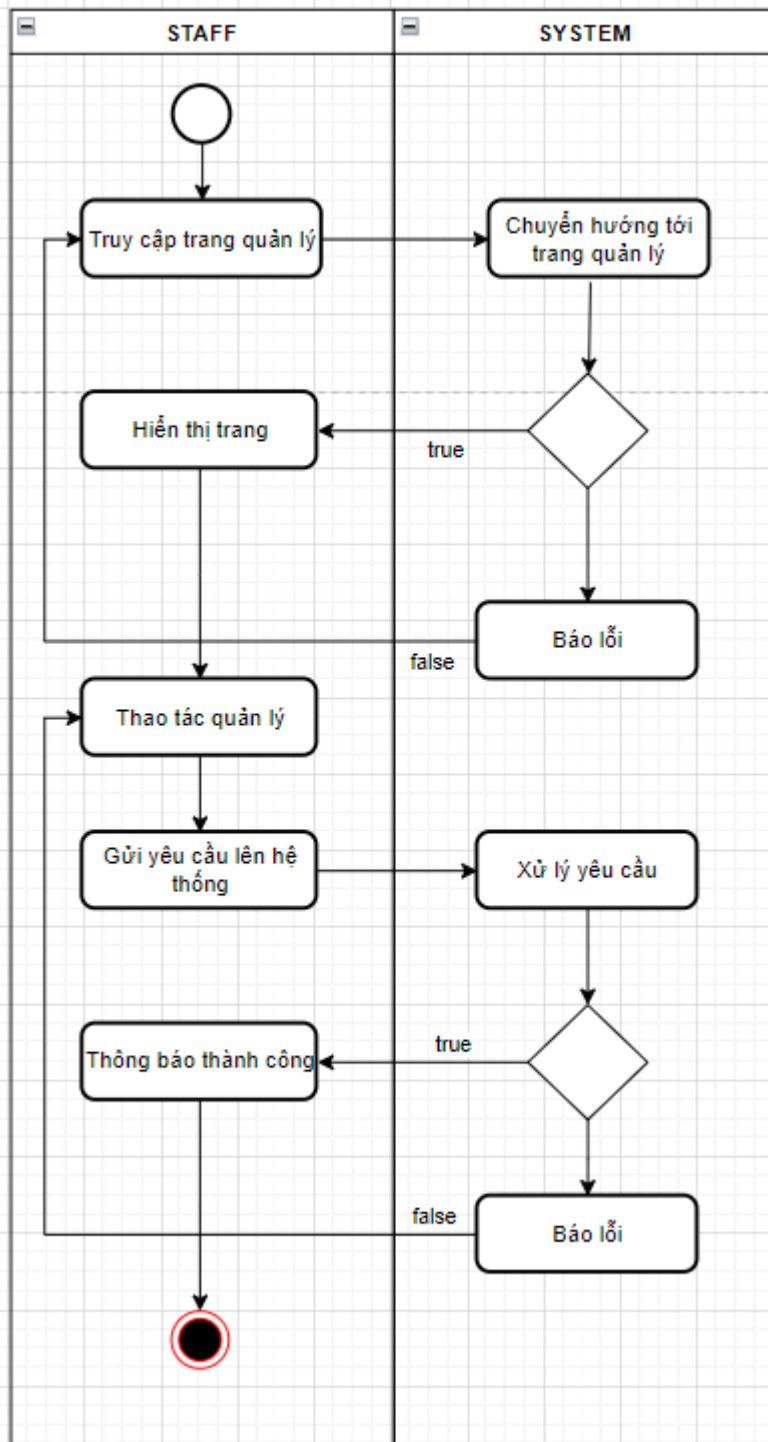 STAFF
SYSTEM
Truy cập trang quản lý
Chuyển hướng tới
trang quản lý
Hiển thị trang
true
Báo lỗi
false
Thao tác quản lý
Gửi yêu cầu lên hệ
thống
Xử lý yêu cầu
true
Thông báo thành công
false
Báo lỗi